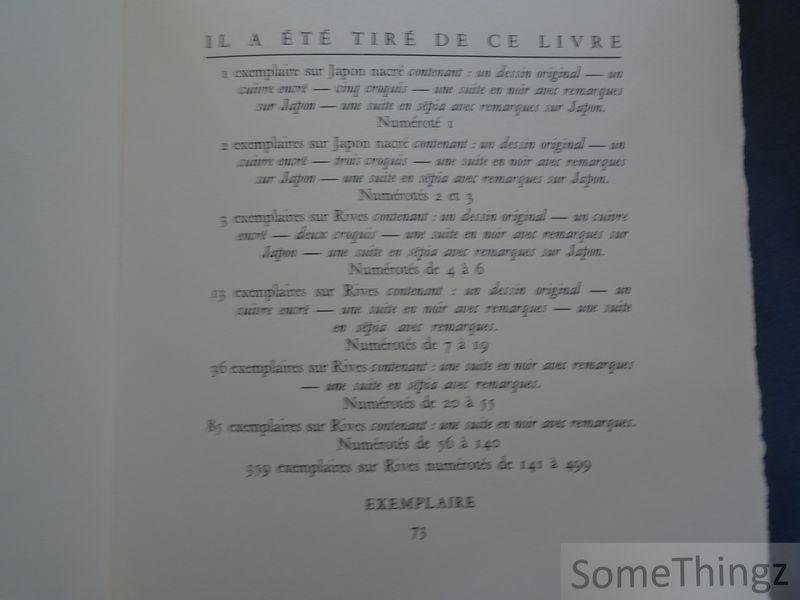 IL A ÉTÉ TIRÉ DE CE LIVRE
1 exemplaire sur Japon nacré contenant : un dessin original — un
cuivre encré — cinq croquis — une suite en noir avec remarques
sur Japon — une suite en sépia avec remarques sur Japon.
Numéroté 1
2 exemplaires sur Japon nacré contenant : un dessin original — un
cuivre encré — trois croquis — une suite en noir avec remarques
sur Japon — une suite en sépia avec remarques sur Japon.
Numérotés 2 et 3
3 exemplaires sur Rives contenant : un dessin original — un cuivre
encré — deux croquis — une suite en noir avec remarques sur
Japon — une suite en sépia avec remarques sur Japon.
Numérotés de 4 à 6
13 exemplaires sur Rives contenant : un dessin original — un
cuivre encré — une suite en noir avec remarques — une suite
en sépia avec remarques.
Numérotés de 7 à 19
36 exemplaires sur Rives contenant : une suite en noir avec remarques
— une suite en sépia avec remarques.
Numérotés de 20 à 55
85 exemplaires sur Rives contenant : une suite en noir avec remarques.
Numérotés de 56 à 140
359 exemplaires sur Rives numérotés de 141 à 499
EXEMPLAIRE
73
SomeThingz